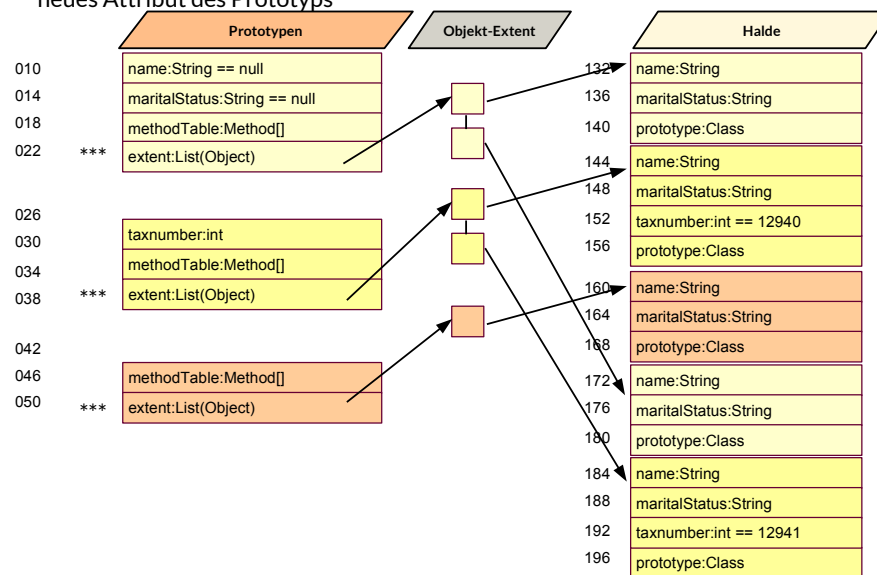 neues Attribut des Prototyps
Prototypen
Objekt-Extent
Halde
010
name:String == null
014
maritalStatus:String == null
018
methodTable:Method[]
022 *** extent:List(Object)
026
taxnumber:int
030
methodTable:Method[]
034
038 *** extent:List(Object)
042
046
methodTable:Method[]
050 *** extent:List(Object)
132 name:String
136 maritalStatus:String
140 prototype:Class
144 name:String
148 maritalStatus:String
152 taxnumber:int == 12940
156 prototype:Class
160 name:String
164 maritalStatus:String
168 prototype:Class
172 name:String
176 maritalStatus:String
180 prototype:Class
184 name:String
188 maritalStatus:String
192 taxnumber:int == 12941
196 prototype:Class